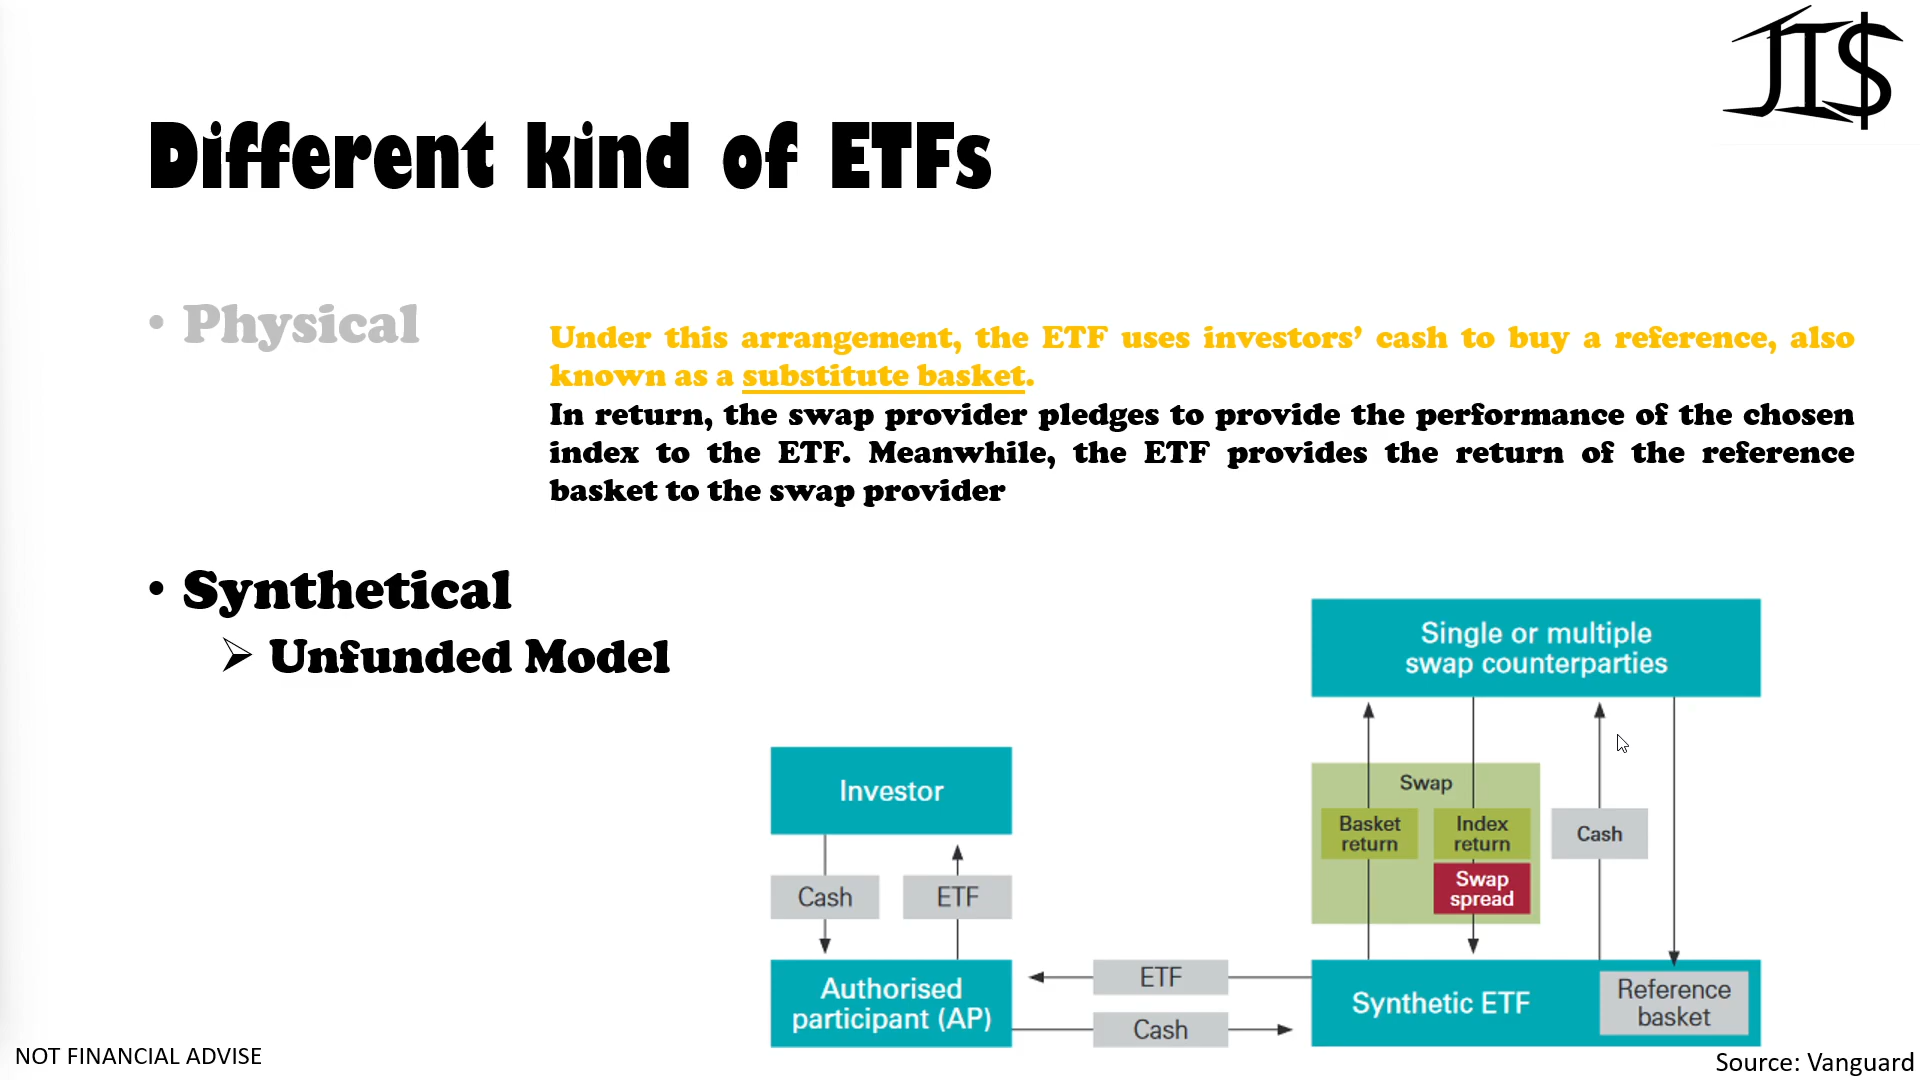 JI$
Different kind of ETFs
• Physical
Under this arrangement, the ETF uses investors’ cash to buy a reference, also
known as a substitute basket.
In return, the swap provider pledges to provide the performance of the chosen
index to the ETF. Meanwhile, the ETF provides the return of the reference
basket to the swap provider
• Synthetical
➢ Unfunded Model
Single or multiple
swap counterparties
Investor
Swap
Basket
return
Index
return
Cash
Swap
spread
Cash
ETF
ETF
Authorised
participant (AP)
Synthetic ETF
Reference
basket
Cash
NOT FINANCIAL ADVISE
Source: Vanguard